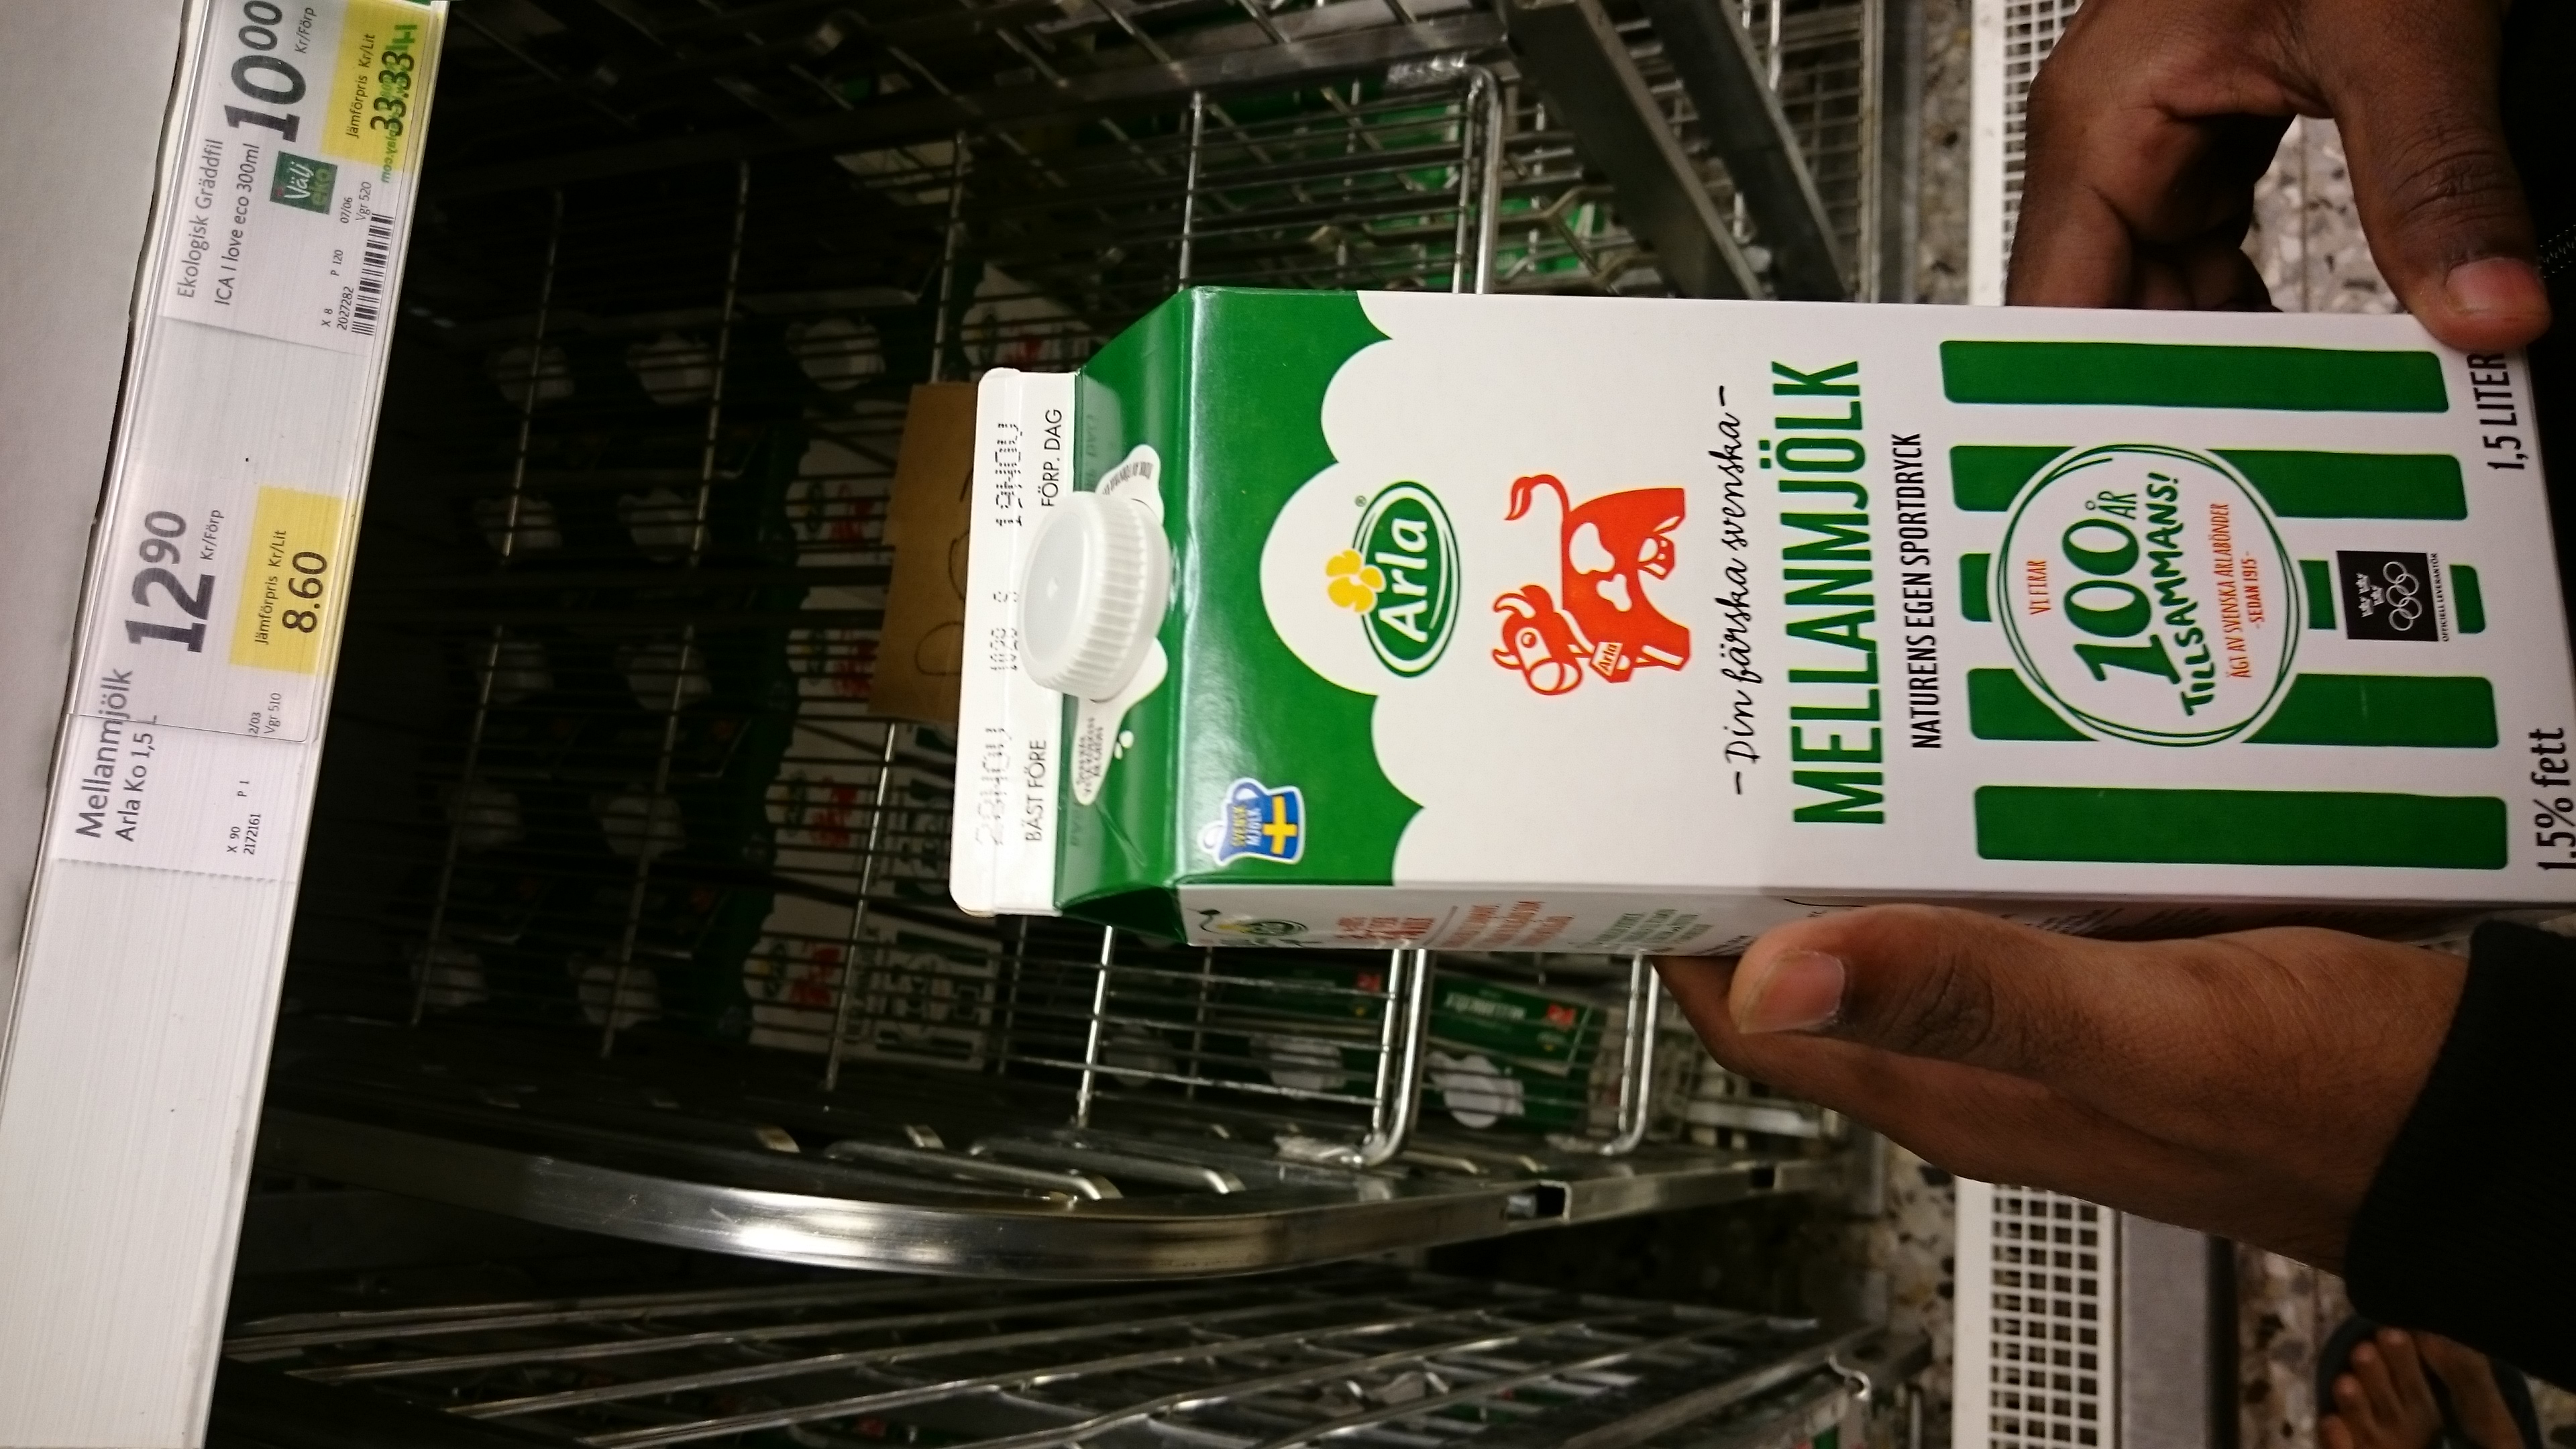 Mellanmjölk
Arla Ko 1,5 L
12 90
Kr/Förp
X 90 P 1
2172161
2/03
Vgr 510
Jämförpris Kr/Lit
8.60
Ekologisk Gräddfil
ICA I love eco 300ml
10 00
Kr/Förp
Välj
eko
X 8 P 120 07/06
2027282 Vgr 520
Jämförpris Kr/Lit
33.33
28NOV 19NOV
BÄST FÖRE FÖRP. DAG
SVENSK
MJÖLK
Arla
Arla
– Din färska svenska –
MELLANMJÖLK
NATURENS EGEN SPORTDRYCK
VI FIRAR
100 ÅR
TILLSAMMANS!
ÄGT AV SVENSKA ARLABÖNDER
-SEDAN 1915-
OFFICIELL LEVERANTÖR
1,5 LITER
1,5% fett